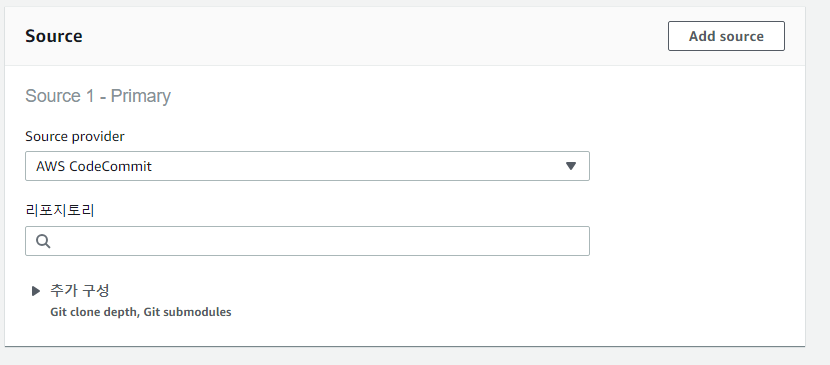 Source
Add source
Source 1 - Primary
Source provider
AWS CodeCommit
리포지토리
추가 구성
Git clone depth, Git submodules